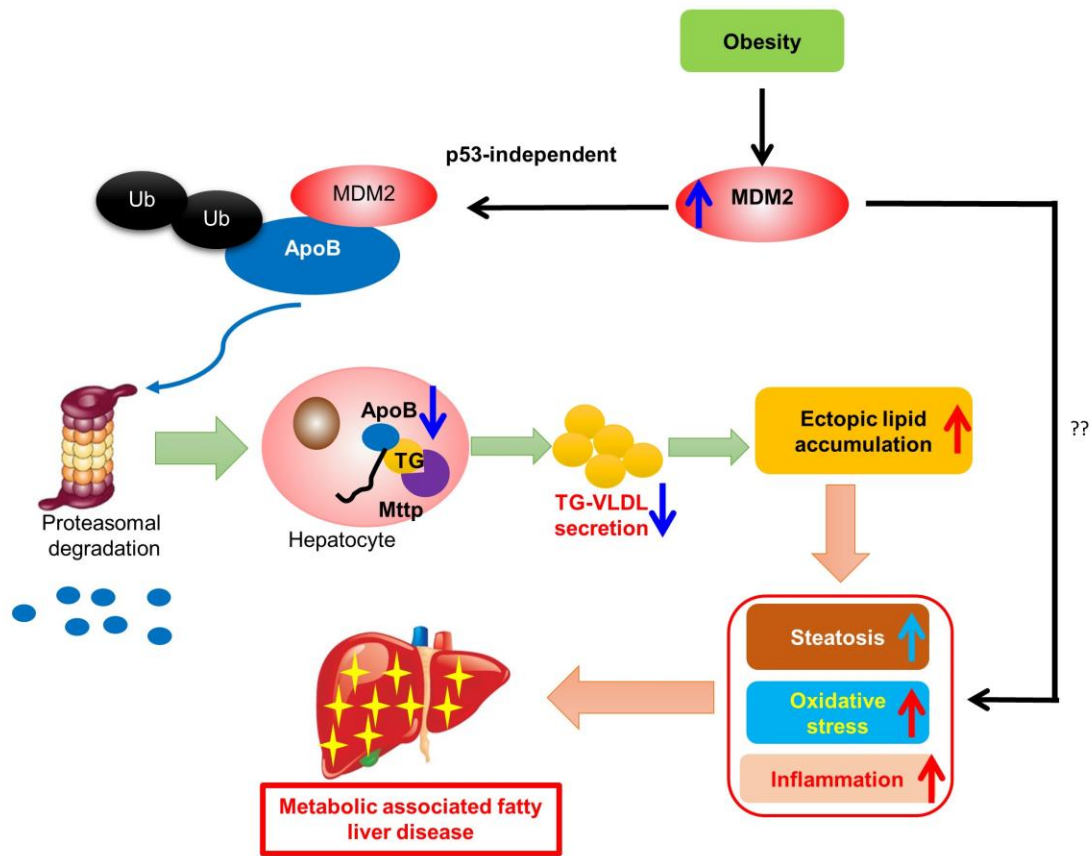 Obesity
p53-independent
MDM2
MDM2
Ub
Ub
ApoB
Proteasomal
degradation
ApoB
TG
Mttp
Hepatocyte
TG-VLDL
secretion
Ectopic lipid
accumulation
??
Steatosis
Oxidative
stress
Inflammation
Metabolic associated fatty
liver disease